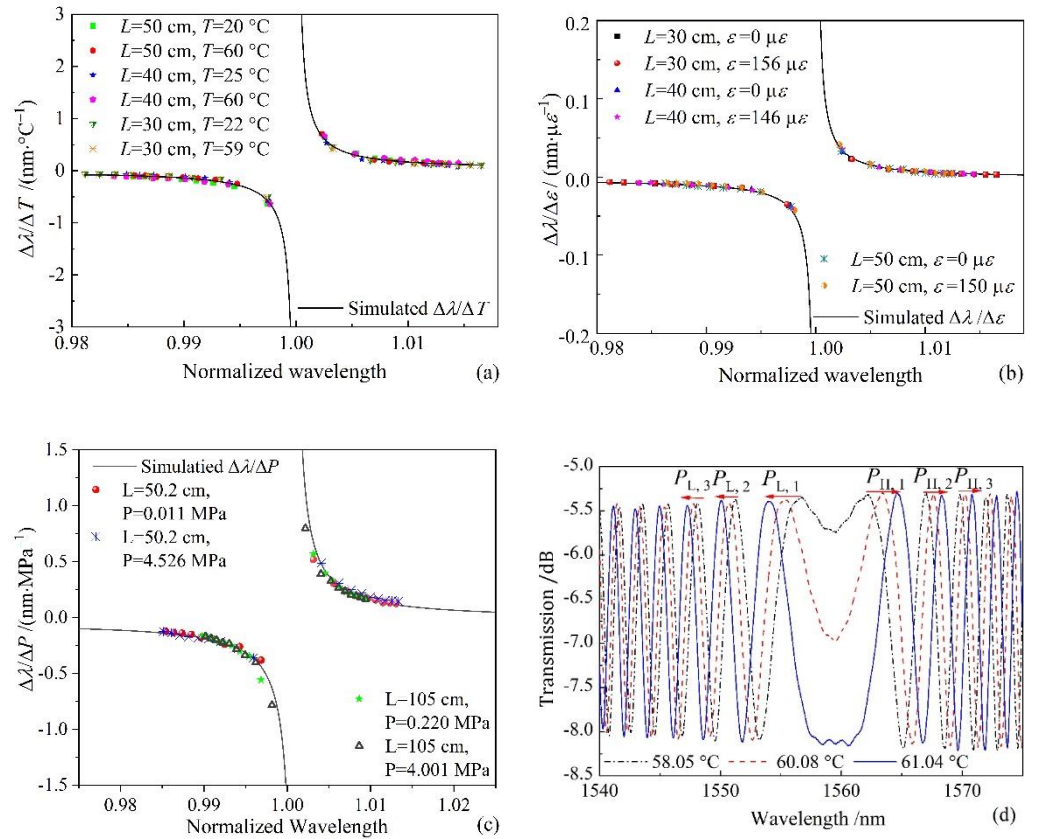 3
2
1
0
-1
-2
-3
L=50 cm, T=20 °C
L=50 cm, T=60 °C
L=40 cm, T=25 °C
L=40 cm, T=60 °C
L=30 cm, T=22 °C
L=30 cm, T=59 °C
Simulated Δλ/ΔT
Δλ/ΔT /(nm·°C⁻¹)
0.98 0.99 1.00 1.01
Normalized wavelength
(a)
0.2
0.1
0.0
-0.1
-0.2
L=30 cm, ε=0 με
L=30 cm, ε=156 με
L=40 cm, ε=0 με
L=40 cm, ε=146 με
L=50 cm, ε=0 με
L=50 cm, ε=150 με
Simulated Δλ/Δε
Δλ/Δε / (nm·με⁻¹)
0.98 0.99 1.00 1.01
Normalized wavelength
(b)
1.5
1.0
0.5
0.0
-0.5
-1.0
-1.5
Simulatied Δλ/ΔP
L=50.2 cm,
P=0.011 MPa
L=50.2 cm,
P=4.526 MPa
L=105 cm,
P=0.220 MPa
L=105 cm,
P=4.001 MPa
Δλ/ΔP /(nm·MPa⁻¹)
0.98 0.99 1.00 1.01 1.02
Normalized Wavelength
(c)
-5.0
-5.5
-6.0
-6.5
-7.0
-7.5
-8.0
-8.5
P_L, 3 P_L, 2 P_L, 1 P_II, 1 P_II, 2 P_II, 3
Transmission /dB
58.05 °C 60.08 °C 61.04 °C
1540 1550 1560 1570
Wavelength /nm
(d)